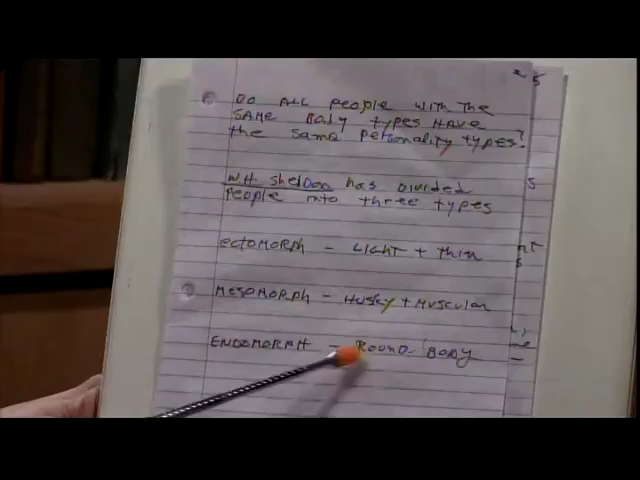 DO ALL People WITH The
SAME Body types HAVE
the same personality types?
WH Sheldon has Divided
People into three types
ectomorph - LIGHT + Thin
Mesomorph - Husky + Muscular
ENDOMORPH - Round BODY